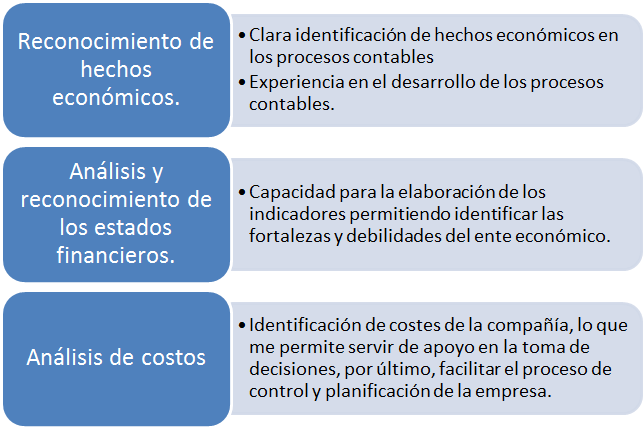 Reconocimiento de
hechos
económicos.
• Clara identificación de hechos económicos en
los procesos contables
• Experiencia en el desarrollo de los procesos
contables.
Análisis y
reconocimiento de
los estados
financieros.
• Capacidad para la elaboración de los
indicadores permitiendo identificar las
fortalezas y debilidades del ente económico.
Análisis de costos
• Identificación de costes de la compañía, lo que
me permite servir de apoyo en la toma de
decisiones, por último, facilitar el proceso de
control y planificación de la empresa.